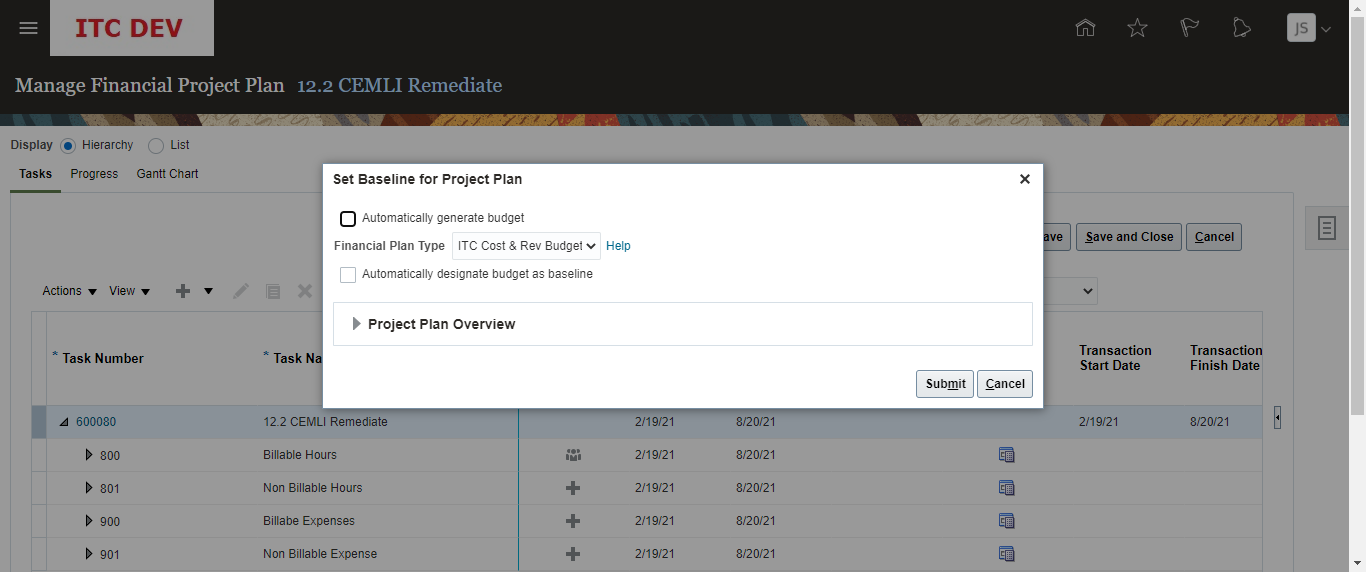 ITC DEV
JS
Manage Financial Project Plan 12.2 CEMLI Remediate
Display Hierarchy List
Tasks Progress Gantt Chart
Set Baseline for Project Plan
Automatically generate budget
Financial Plan Type ITC Cost & Rev Budget Help
Automatically designate budget as baseline
Project Plan Overview
Submit Cancel
ave Save and Close Cancel
Actions View
* Task Number * Task Na Transaction Start Date Transaction Finish Date
600080 12.2 CEMLI Remediate 2/19/21 8/20/21 2/19/21 8/20/21
800 Billable Hours 2/19/21 8/20/21
801 Non Billable Hours 2/19/21 8/20/21
900 Billabe Expenses 2/19/21 8/20/21
901 Non Billable Expense 2/19/21 8/20/21